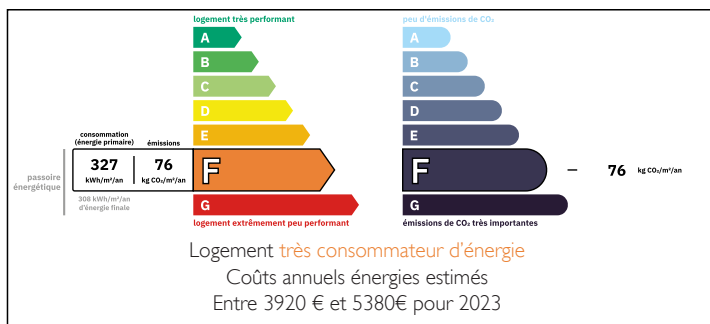 logement très performant
A
B
C
D
E
consommation
(énergie primaire)
émissions
327
kWh/m²/an
76
kg CO₂/m²/an
F
passoire
énergétique
308 kWh/m²/an
d'énergie finale
G
logement extrêmement peu performant
peu d'émissions de CO₂
A
B
C
D
E
F
76 kg CO₂/m²/an
G
émissions de CO₂ très importantes
Logement très consommateur d'énergie
Coûts annuels énergies estimés
Entre 3920 € et 5380€ pour 2023